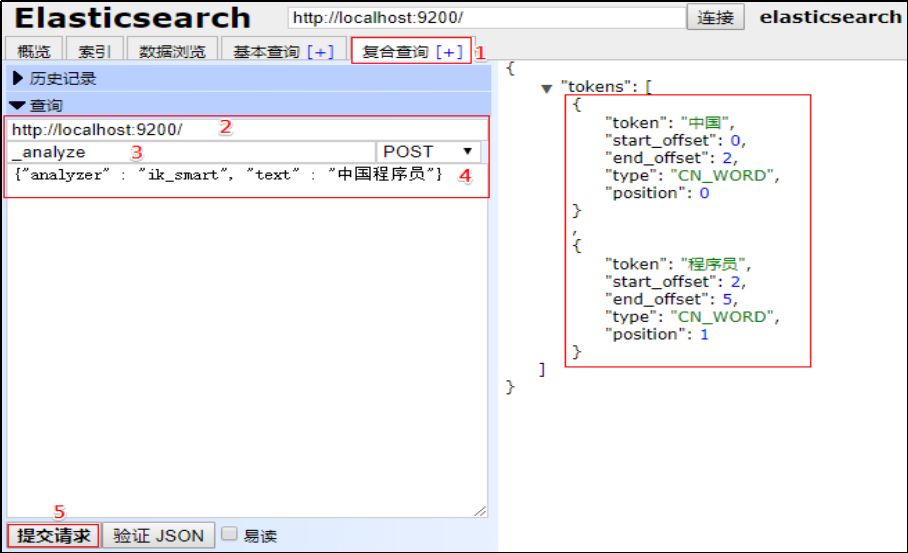 Elasticsearch http://localhost:9200/ 连接 elasticsearch
概览 索引 数据浏览 基本查询 [+] 复合查询 [+] 1
▶ 历史记录
▼ 查询
http://localhost:9200/ 2
_analyze 3 POST ▼
{"analyzer" : "ik_smart", "text" : "中国程序员"} 4
5
提交请求 验证 JSON 易读
{
▼ "tokens": [
{
"token": "中国",
"start_offset": 0,
"end_offset": 2,
"type": "CN_WORD",
"position": 0
}
,
{
"token": "程序员",
"start_offset": 2,
"end_offset": 5,
"type": "CN_WORD",
"position": 1
}
]
}